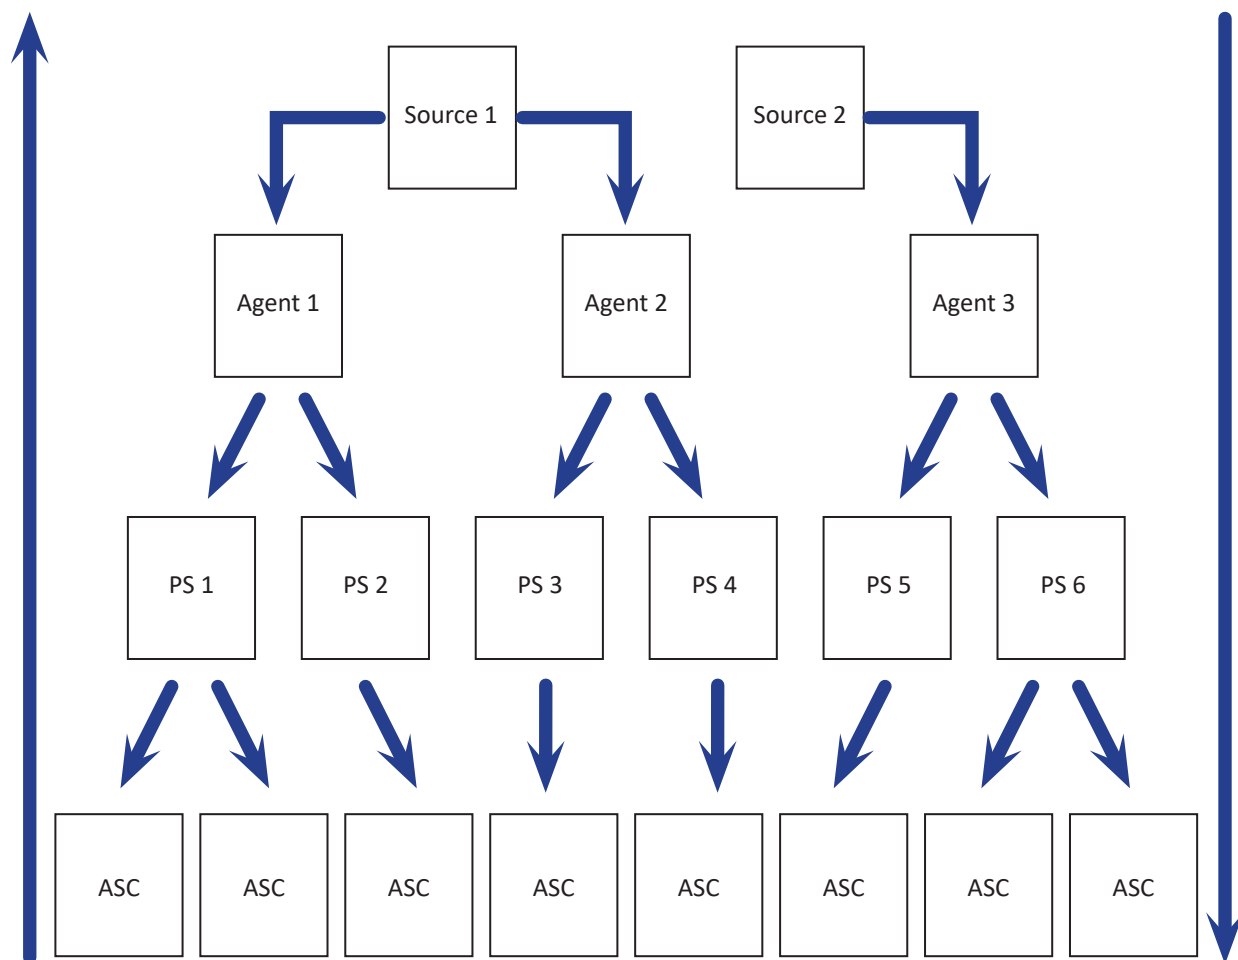 Source 1
Source 2
Agent 1
Agent 2
Agent 3
PS 1
PS 2
PS 3
PS 4
PS 5
PS 6
ASC
ASC
ASC
ASC
ASC
ASC
ASC
ASC